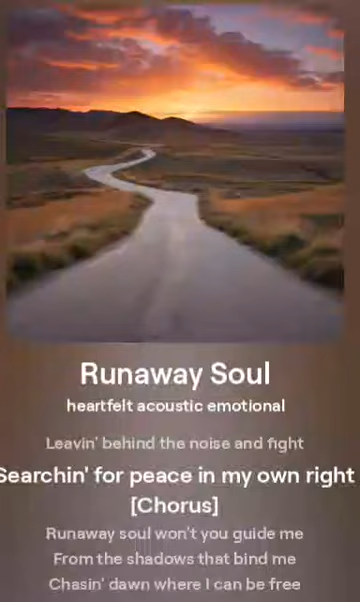 Runaway Soul
heartfelt acoustic emotional
Leavin' behind the noise and fight
Searchin' for peace in my own right
[Chorus]
Runaway soul won't you guide me
From the shadows that bind me
Chasin' dawn where I can be free